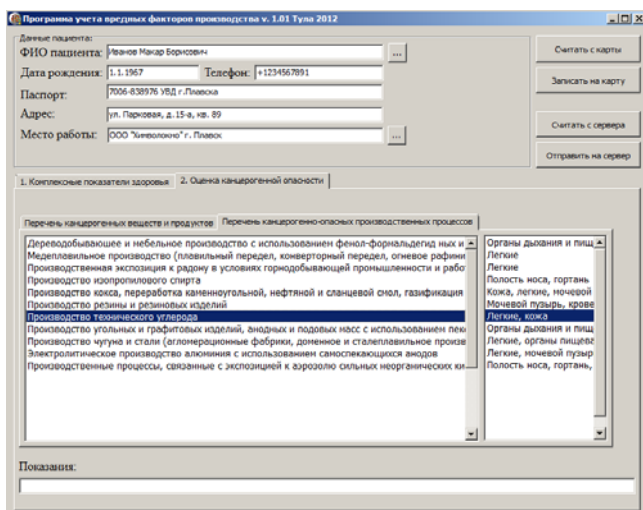 Программа учета вредных факторов производства v. 1.01 Тула 2012
Данные пациента:
ФИО пациента: Иванов Макар Борисович ...
Дата рождения: 1.1.1967 Телефон: +1234567891
Паспорт: 7006-838976 УВД г.Плавска
Адрес: ул. Парковая, д.15-а, кв. 89
Место работы: ООО "Химволокно" г. Плавск ...
Считать с карты
Записать на карту
Считать с сервера
Отправить на сервер
1. Комплексные показатели здоровья 2. Оценка канцерогенной опасности
Перечень канцерогенных веществ и продуктов Перечень канцерогенно-опасных производственных процессов
Дереводобывающее и мебельное производство с использованием фенол-формальдегид ных и Органы дыхания и пищ
Медеплавильное производство (плавильный передел, конверторный передел, огневое рафини Легкие
Производственная экспозиция к радону в условиях горнодобывающей промышленности и рабо Легкие
Производство изопропилового спирта Полость носа, гортань
Производство кокса, переработка каменноугольной, нефтяной и сланцевой смол, газификация Кожа, легкие, мочевой
Производство резины и резиновых изделий Мочевой пузырь, крове
Производство технического углерода Легкие, кожа
Производство угольных и графитовых изделий, анодных и подовых масс с использованием пек Органы дыхания и пищ
Производство чугуна и стали (агломерационные фабрики, доменное и сталеплавильное произв Легкие, органы пищева
Электролитическое производство алюминия с использованием самоспекающихся анодов Легкие, мочевой пузыр
Производственные процессы, связанные с экспозицией к аэрозолю сильных неорганических ки Полость носа, гортань,
Показания: